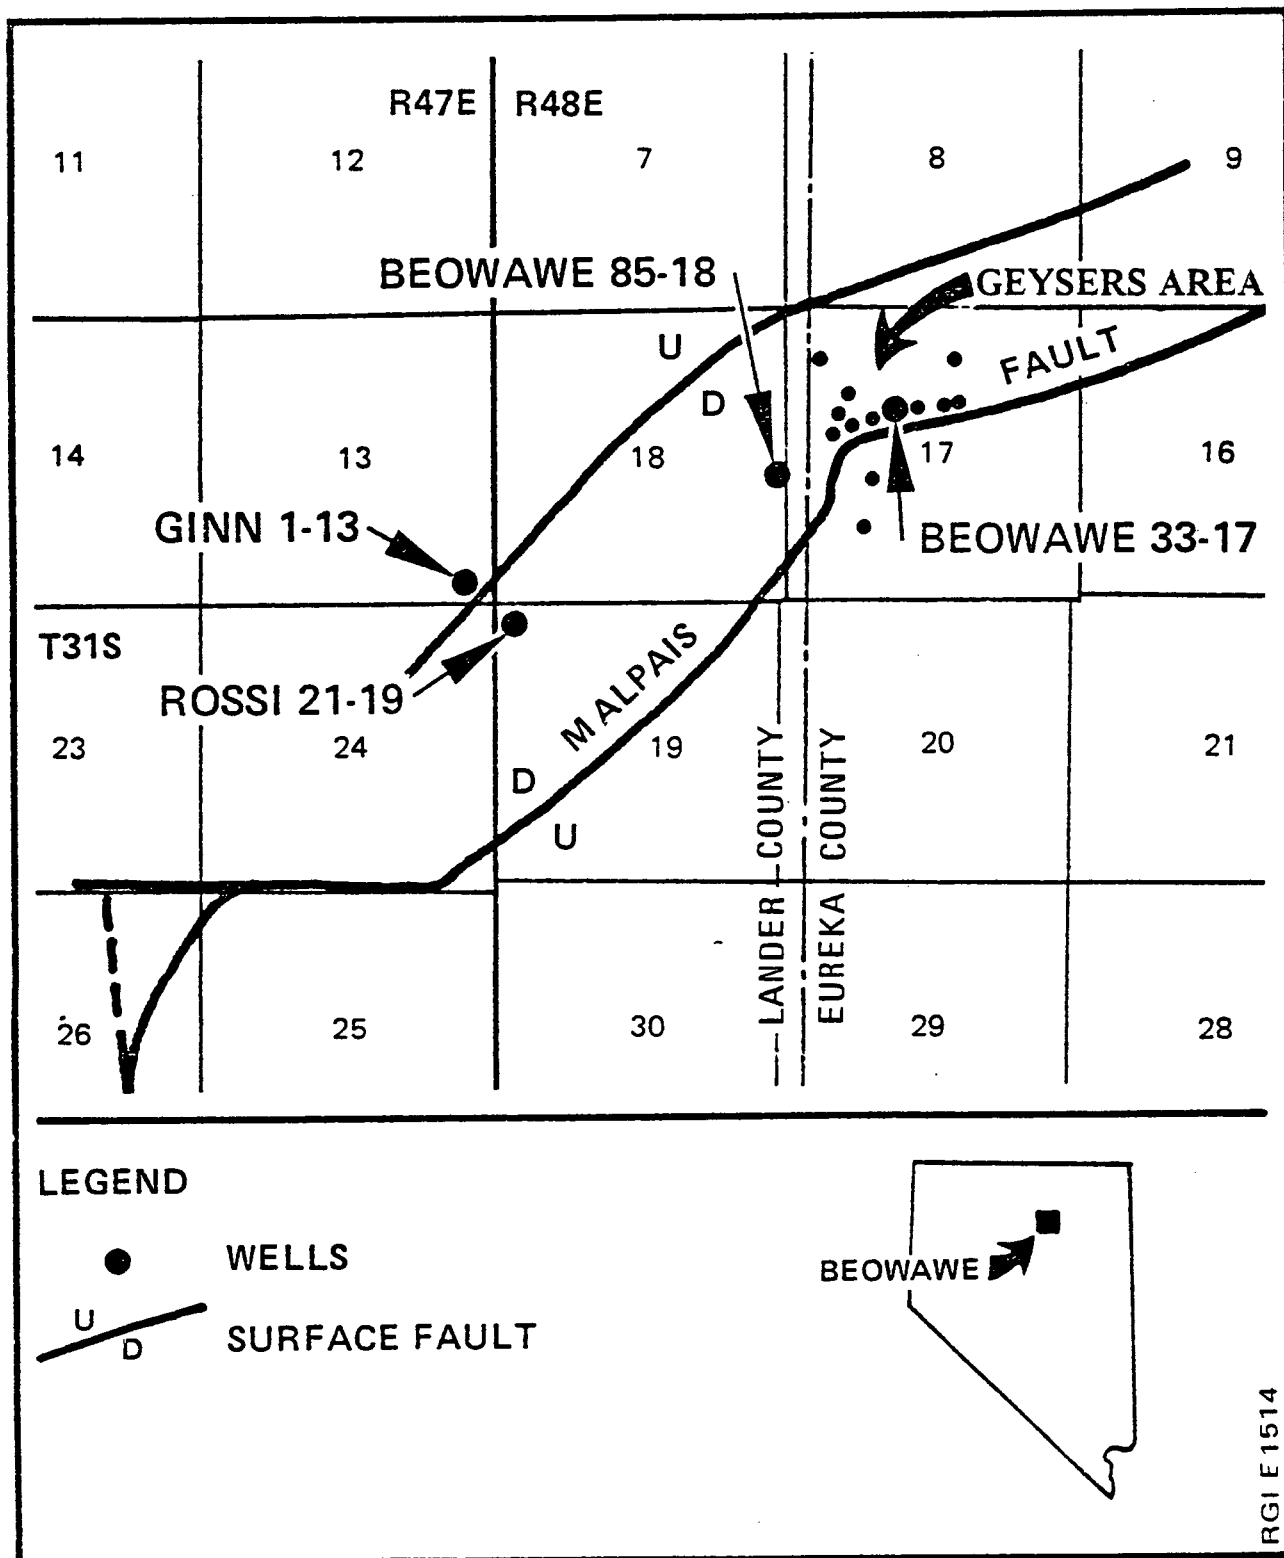 R47E R48E
11 12 7 8 9
BEOWAWE 85-18
GEYSERS AREA
U
FAULT
D
14 13 18 17 16
GINN 1-13
BEOWAWE 33-17
T31S
ROSSI 21-19
MALPAIS
23 24 19 20 21
D
U
LANDER COUNTY
EUREKA COUNTY
26 25 30 29 28
LEGEND
WELLS
U
D
SURFACE FAULT
BEOWAWE
RGI E1514